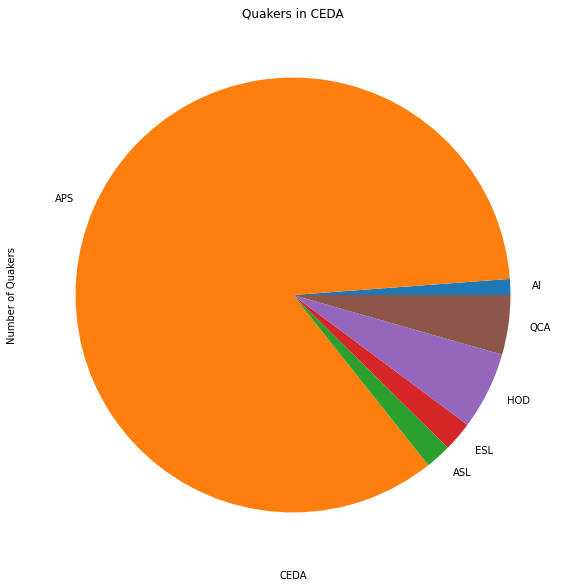 Quakers in CEDA
APS
AI
Number of Quakers
QCA
HOD
ESL
ASL
CEDA